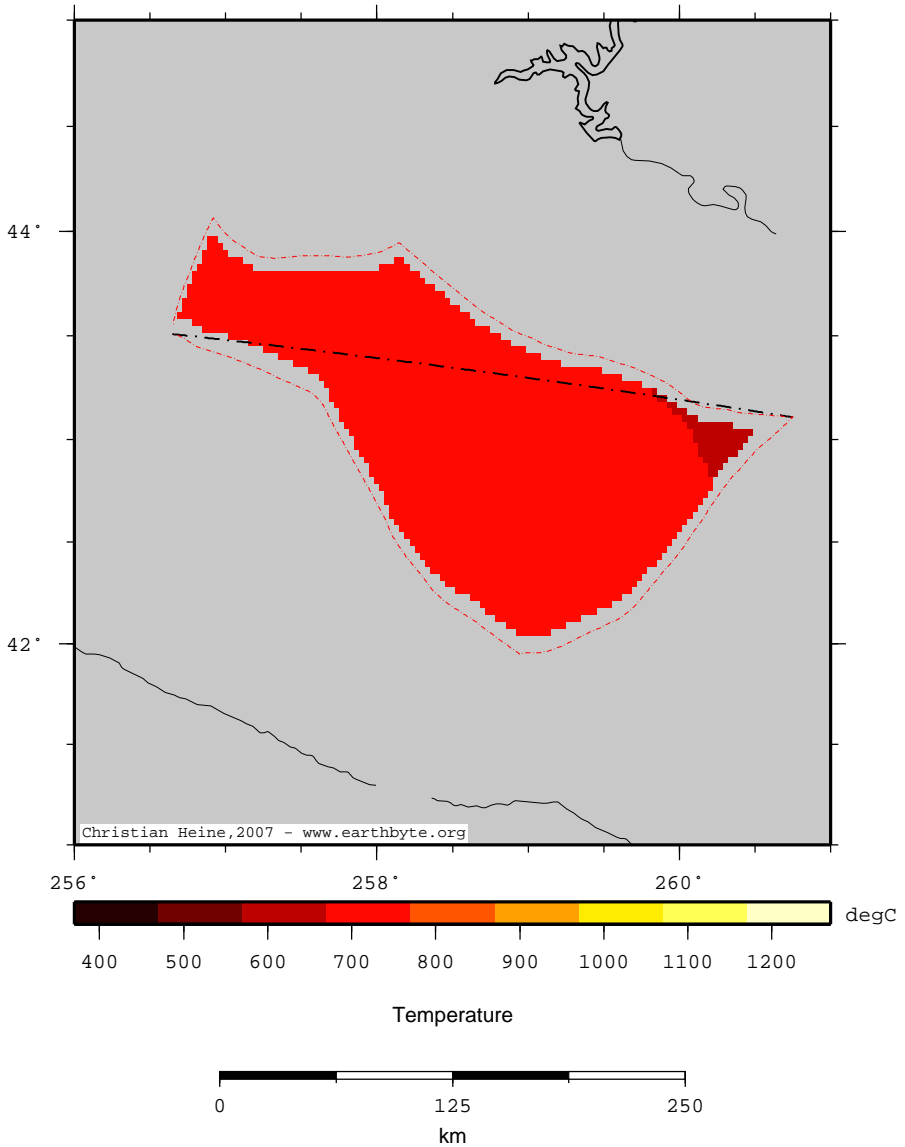 44°
42°
Christian Heine,2007 - www.earthbyte.org
256° 258° 260°
degC
400 500 600 700 800 900 1000 1100 1200
Temperature
0 125 250
km